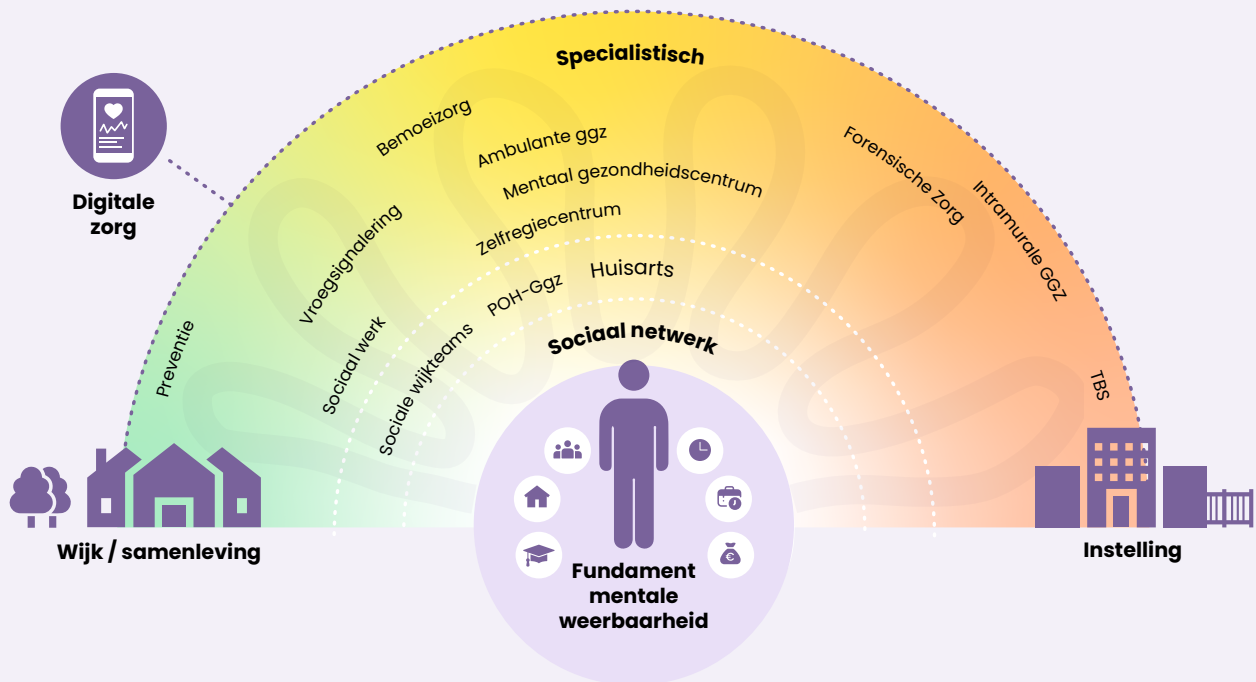 Specialistisch
Bemoeizorg
Ambulante ggz
Mentaal gezondheidscentrum
Zelfregiecentrum
Forensische Zorg
Intramurale GGZ
TBS
Digitale
zorg
Vroegsignalering
Preventie
Sociaal werk
Sociale wijkteams
POH-Ggz
Huisarts
Sociaal netwerk
Wijk / samenleving
Instelling
€
Fundament
mentale
weerbaarheid